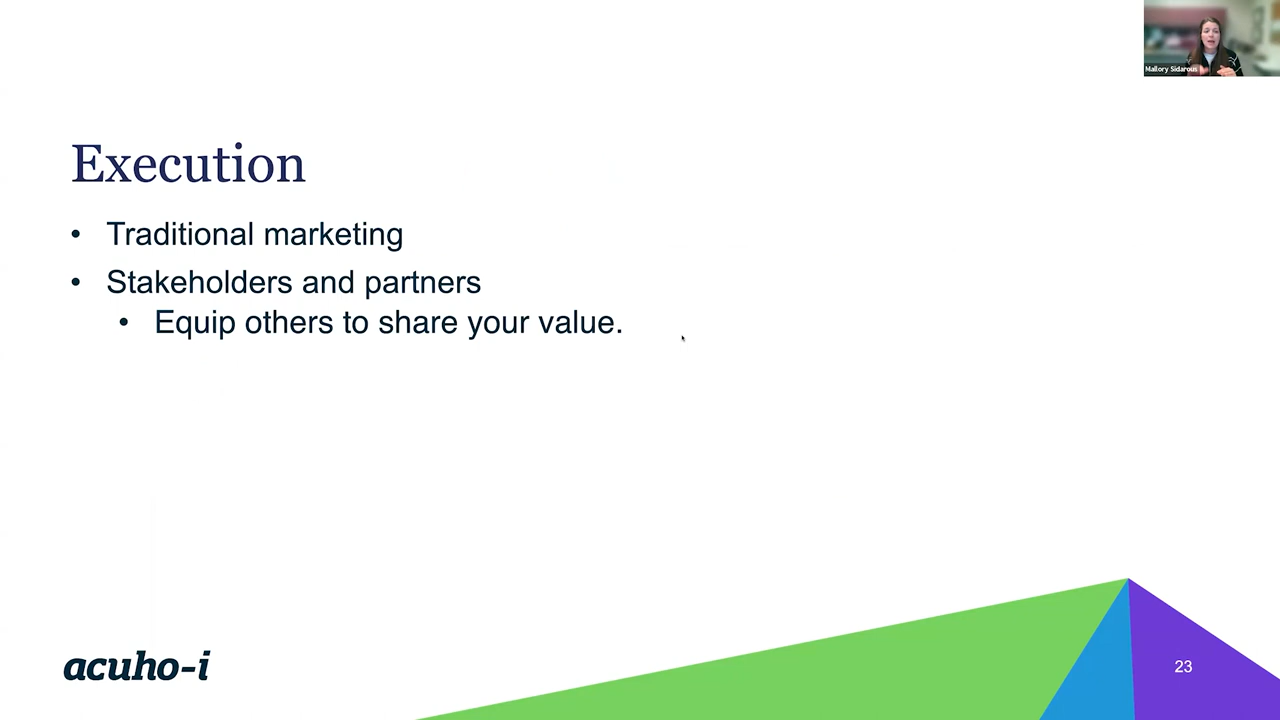 Mallory Sidarous
Execution
• Traditional marketing
• Stakeholders and partners
• Equip others to share your value.
acuho-i
23